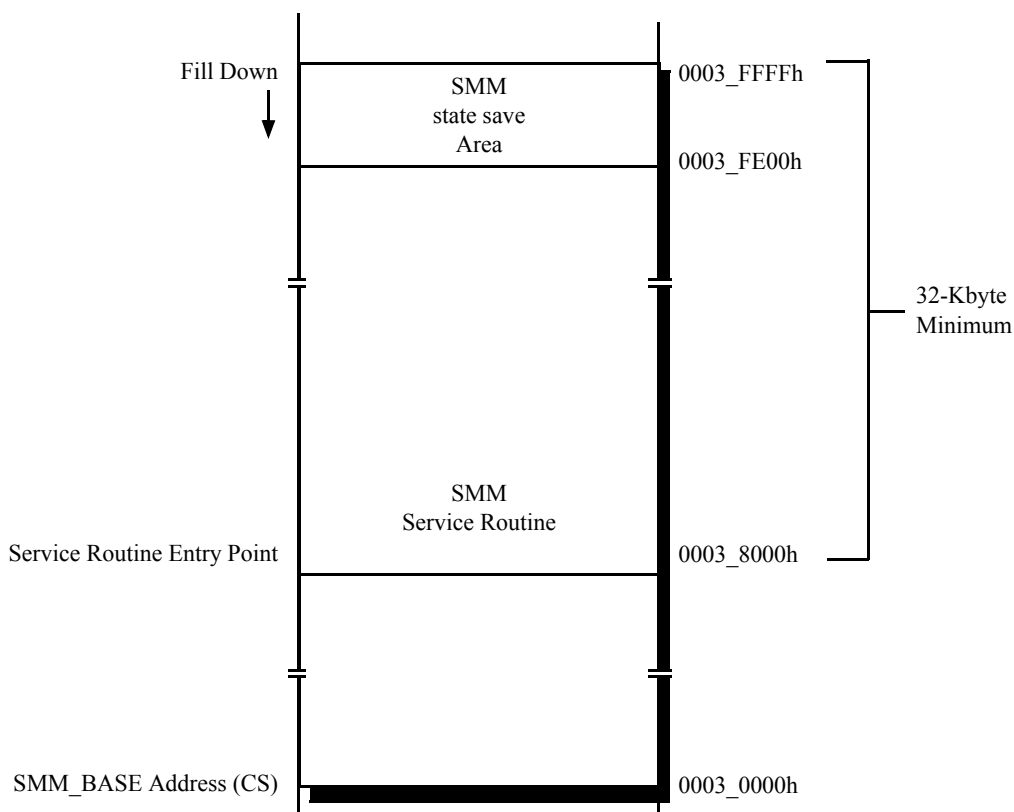 Fill Down
SMM
state save
Area
0003_FFFFh
0003_FE00h
32-Kbyte
Minimum
SMM
Service Routine
Service Routine Entry Point
0003_8000h
SMM_BASE Address (CS)
0003_0000h